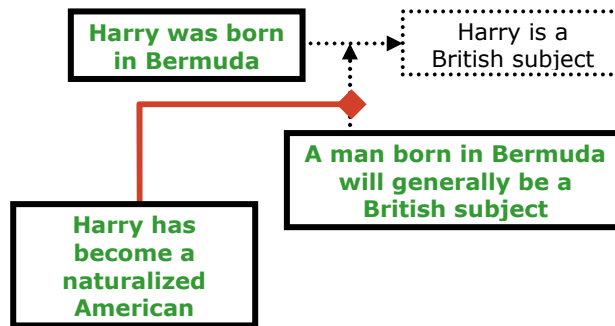 Harry was born
in Bermuda
Harry is a
British subject
A man born in Bermuda
will generally be a
British subject
Harry has
become a
naturalized
American